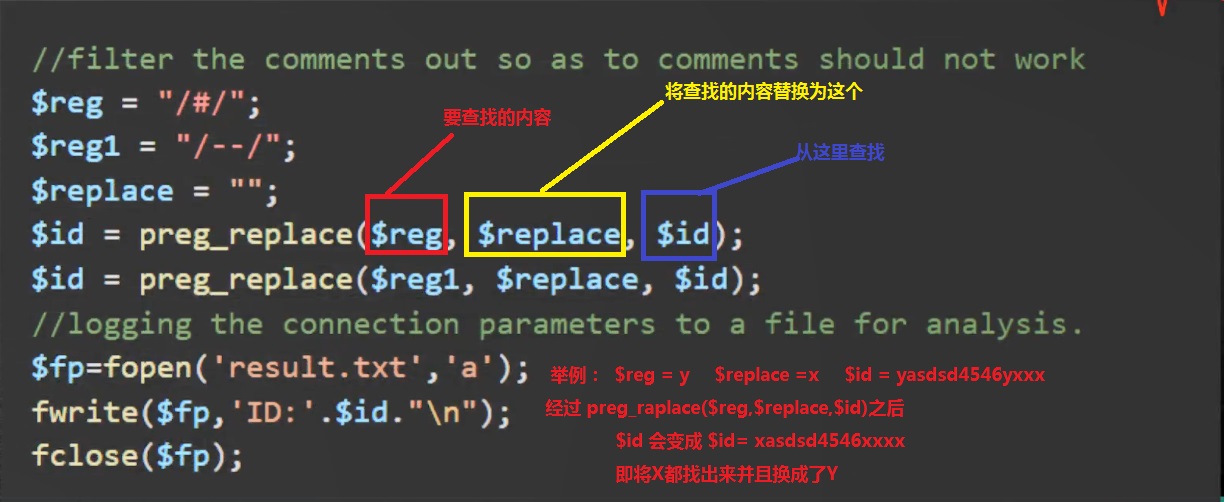 //filter the comments out so as to comments should not work
$reg = "/#/";
将查找的内容替换为这个
要查找的内容
$reg1 = "/--/";
从这里查找
$replace = "";
$id = preg_replace($reg, $replace, $id);
$id = preg_replace($reg1, $replace, $id);
//logging the connection parameters to a file for analysis.
$fp=fopen('result.txt','a');
举例： $reg = y $replace =x $id = yasdsd4546yxxx
fwrite($fp,'ID:'.$id."\n");
经过 preg_raplace($reg,$replace,$id)之后
$id 会变成 $id= xasdsd4546xxxx
fclose($fp);
即将X都找出来并且换成了Y